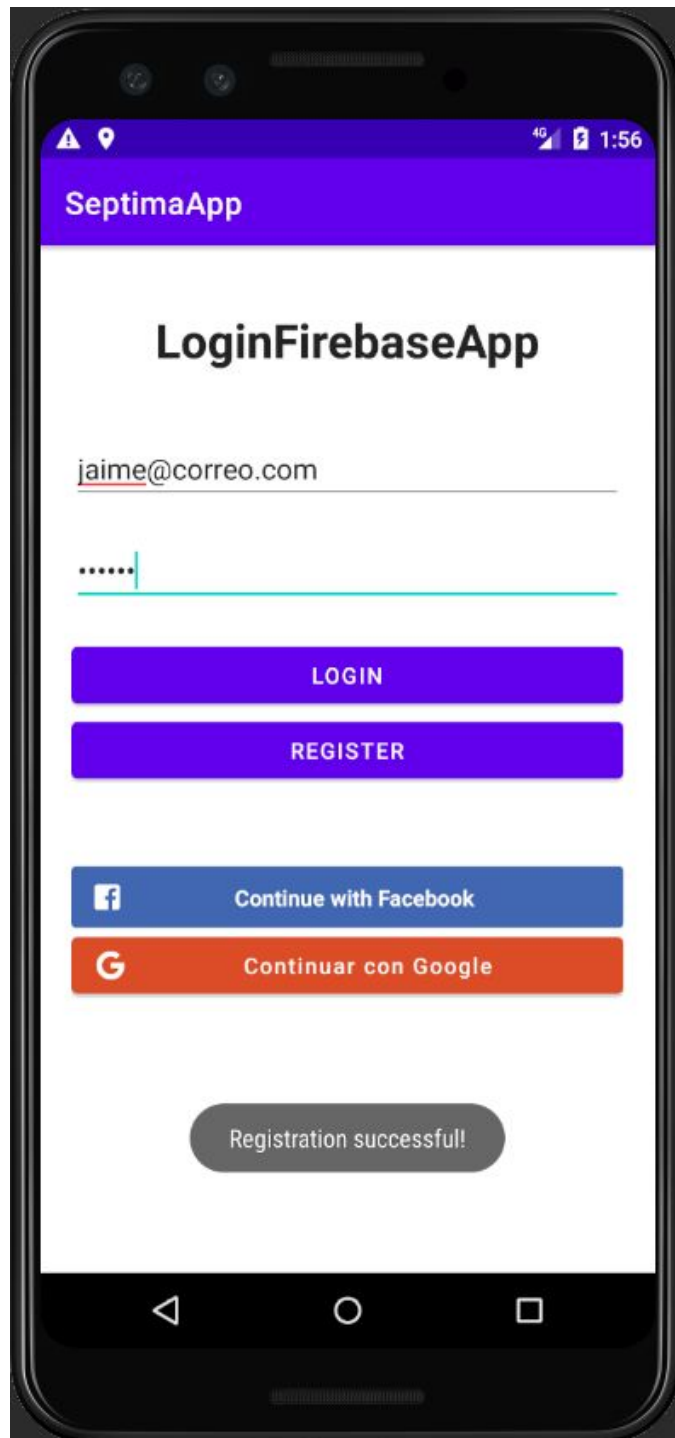 4G 1:56
SeptimaApp
LoginFirebaseApp
jaime@correo.com
••••••
LOGIN
REGISTER
Continue with Facebook
Continuar con Google
Registration successful!